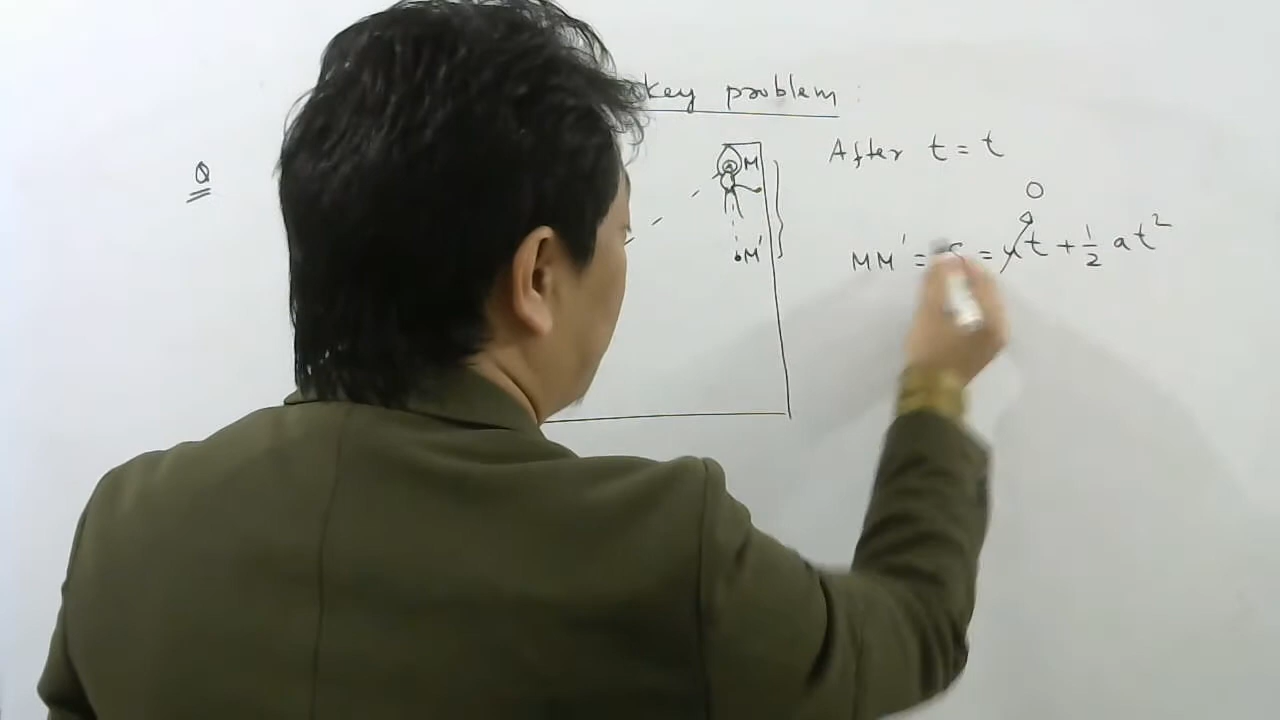 key problem :
Q
M
After t = t
0
M'
MM' = S = ut + 1/2 at²